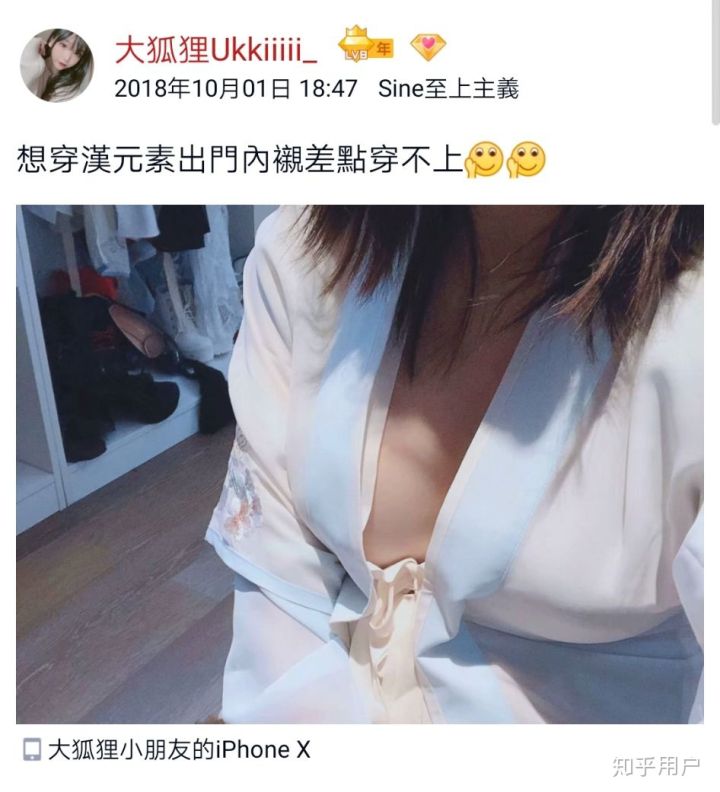 大狐狸Ukkiiiii_
LV8 年
2018年10月01日 18:47 Sine至上主義
想穿漢元素出門內襯差點穿不上
大狐狸小朋友的iPhone X
知乎用户